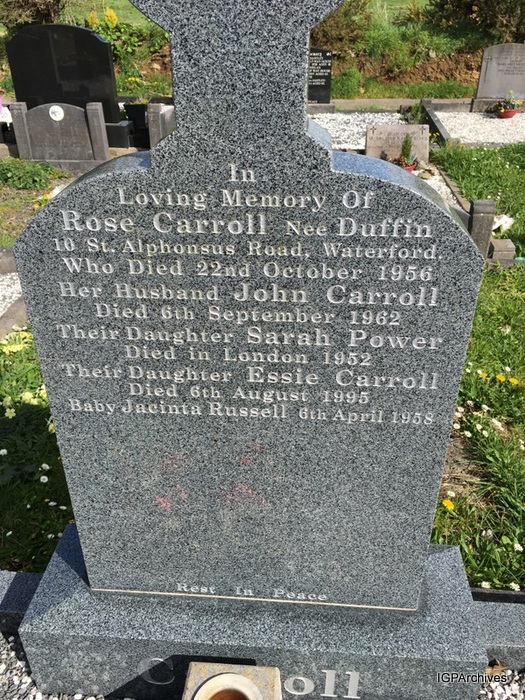 In
Loving Memory Of
Rose Carroll Nee Duffin
10 St. Alphonsus Road, Waterford.
Who Died 22nd October 1956
Her Husband John Carroll
Died 6th September 1962
Their Daughter Sarah Power
Died in London 1952
Their Daughter Essie Carroll
Died 6th August 1995
Baby Jacinta Russell 6th April 1958
Rest In Peace
IGPArchives